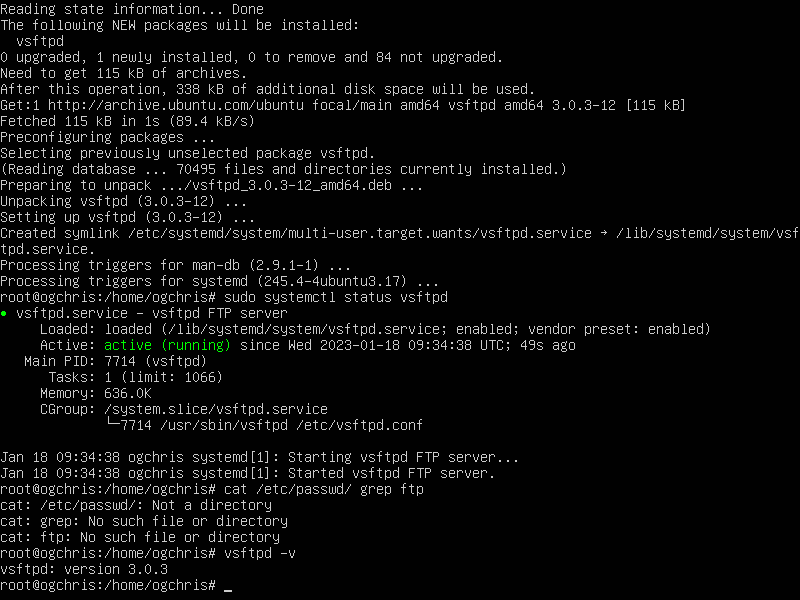 Reading state information... Done
The following NEW packages will be installed:
  vsftpd
0 upgraded, 1 newly installed, 0 to remove and 84 not upgraded.
Need to get 115 kB of archives.
After this operation, 338 kB of additional disk space will be used.
Get:1 http://archive.ubuntu.com/ubuntu focal/main amd64 vsftpd amd64 3.0.3-12 [115 kB]
Fetched 115 kB in 1s (89.4 kB/s)
Preconfiguring packages ...
Selecting previously unselected package vsftpd.
(Reading database ... 70495 files and directories currently installed.)
Preparing to unpack .../vsftpd_3.0.3-12_amd64.deb ...
Unpacking vsftpd (3.0.3-12) ...
Setting up vsftpd (3.0.3-12) ...
Created symlink /etc/systemd/system/multi-user.target.wants/vsftpd.service → /lib/systemd/system/vsf
tpd.service.
Processing triggers for man-db (2.9.1-1) ...
Processing triggers for systemd (245.4-4ubuntu3.17) ...
root@ogchris:/home/ogchris# sudo systemctl status vsftpd
● vsftpd.service - vsftpd FTP server
     Loaded: loaded (/lib/systemd/system/vsftpd.service; enabled; vendor preset: enabled)
     Active: active (running) since Wed 2023-01-18 09:34:38 UTC; 49s ago
   Main PID: 7714 (vsftpd)
      Tasks: 1 (limit: 1066)
     Memory: 636.0K
     CGroup: /system.slice/vsftpd.service
             └─7714 /usr/sbin/vsftpd /etc/vsftpd.conf

Jan 18 09:34:38 ogchris systemd[1]: Starting vsftpd FTP server...
Jan 18 09:34:38 ogchris systemd[1]: Started vsftpd FTP server.
root@ogchris:/home/ogchris# cat /etc/passwd/ grep ftp
cat: /etc/passwd/: Not a directory
cat: grep: No such file or directory
cat: ftp: No such file or directory
root@ogchris:/home/ogchris# vsftpd -v
vsftpd: version 3.0.3
root@ogchris:/home/ogchris# _